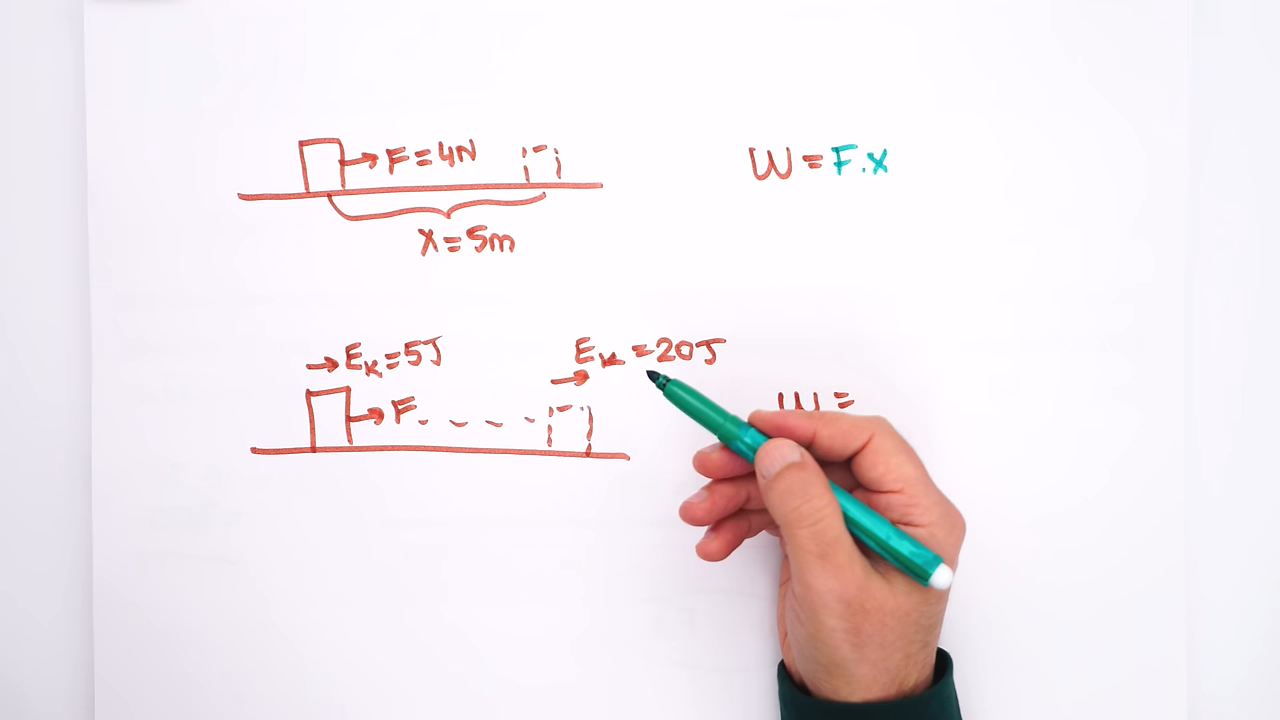 F=4N
W=F.x
x=5m
Ek=5J
Ek=20J
F
W=